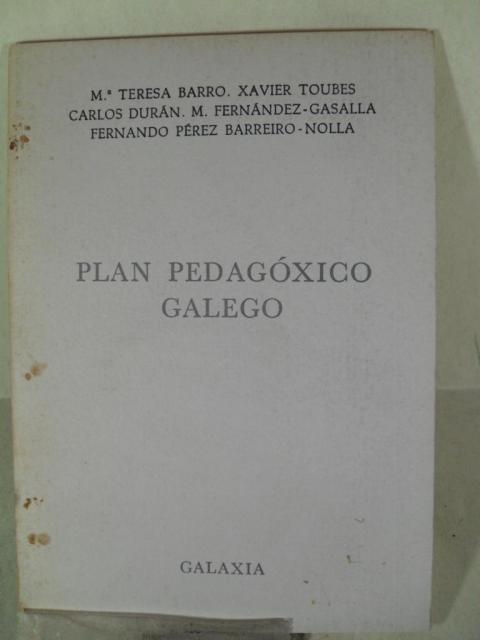 M.ª TERESA BARRO. XAVIER TOUBES
CARLOS DURÁN. M. FERNÁNDEZ-GASALLA
FERNANDO PÉREZ BARREIRO-NOLLA
PLAN PEDAGÓXICO
GALEGO
GALAXIA